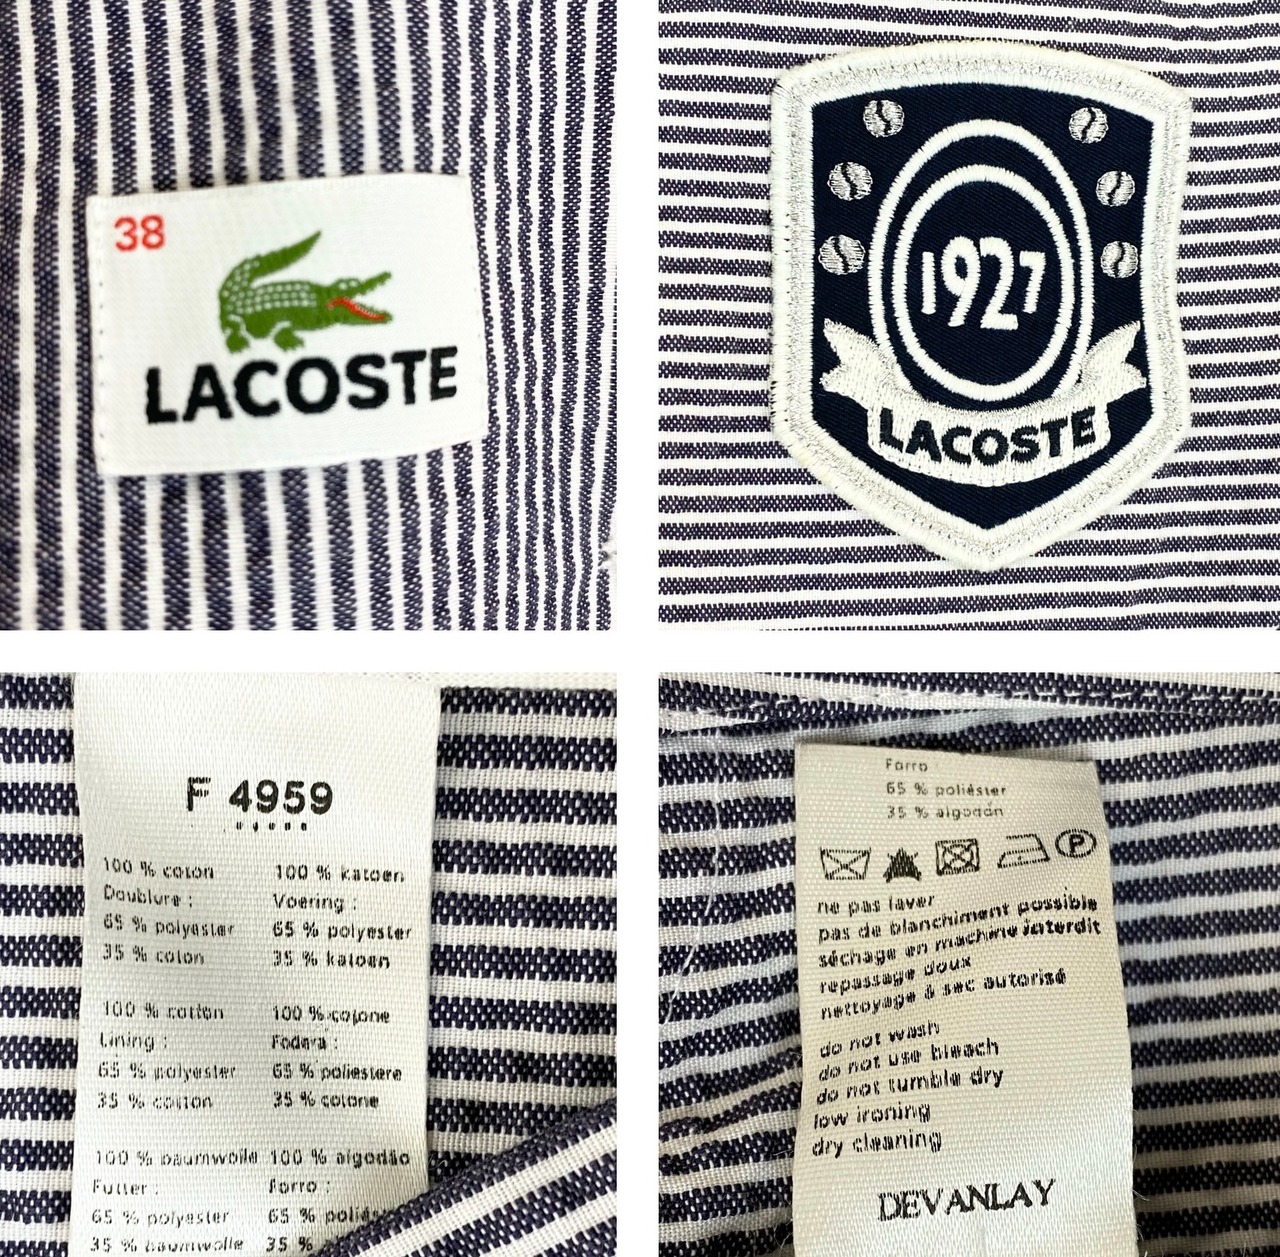 38
LACOSTE
1927
LACOSTE
F 4959
100 % coton
Doublure :
65 % polyester
35 % coton
100 % katoen
Voering :
65 % polyester
35 % katoen
100 % cotton
Lining :
65 % polyester
35 % cotton
100 % cotone
Fodera :
65 % poliestere
35 % cotone
100 % baumwolle
Futter :
65 % polyester
35 % baumwolle
100 % algodão
Forro :
65 %
35 %
Forro
65 % poliéster
35 % algodón
P
ne pas laver
pas de blanchiment possible
séchage en machine interdit
repassage doux
nettoyage à sec autorisé
do not wash
do not use bleach
do not tumble dry
low ironing
dry cleaning
DEVANLAY